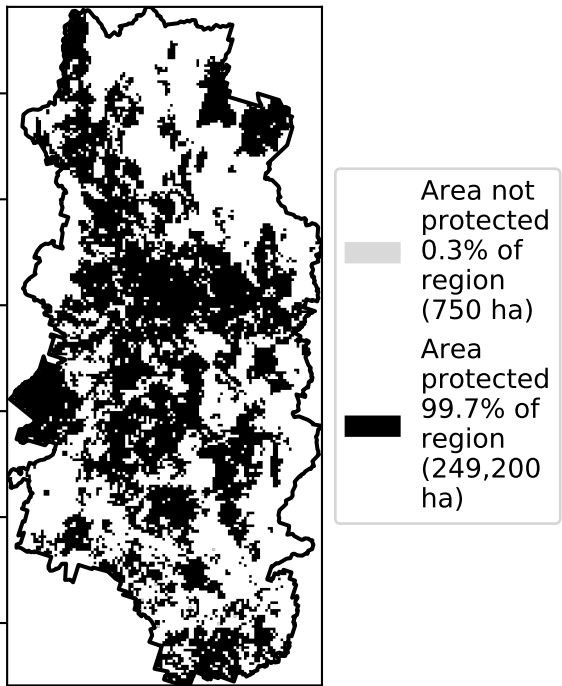 Area not
protected
0.3% of
region
(750 ha)
Area
protected
99.7% of
region
(249,200
ha)